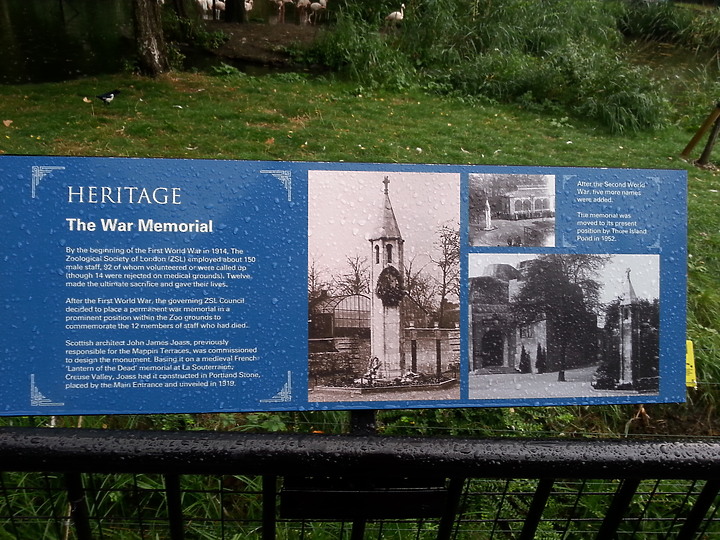 HERITAGE
The War Memorial
By the beginning of the First World War in 1914, The
Zoological Society of London (ZSL) employed about 150
male staff, 92 of whom volunteered or were called up
(though 14 were rejected on medical grounds). Twelve
made the ultimate sacrifice and gave their lives.
After the First World War, the governing ZSL Council
decided to place a permanent war memorial in a
prominent position within the Zoo grounds to
commemorate the 12 members of staff who had died.
Scottish architect John James Joass, previously
responsible for the Mappin Terraces, was commissioned
to design the monument. Basing it on a medieval French
'Lantern of the Dead' memorial at La Souterraine,
Creuse Valley, Joass had it constructed in Portland Stone,
placed by the Main Entrance and unveiled in 1919.
After the Second World
War, five more names
were added.
The memorial was
moved to its present
position by Three Island
Pond in 1952.